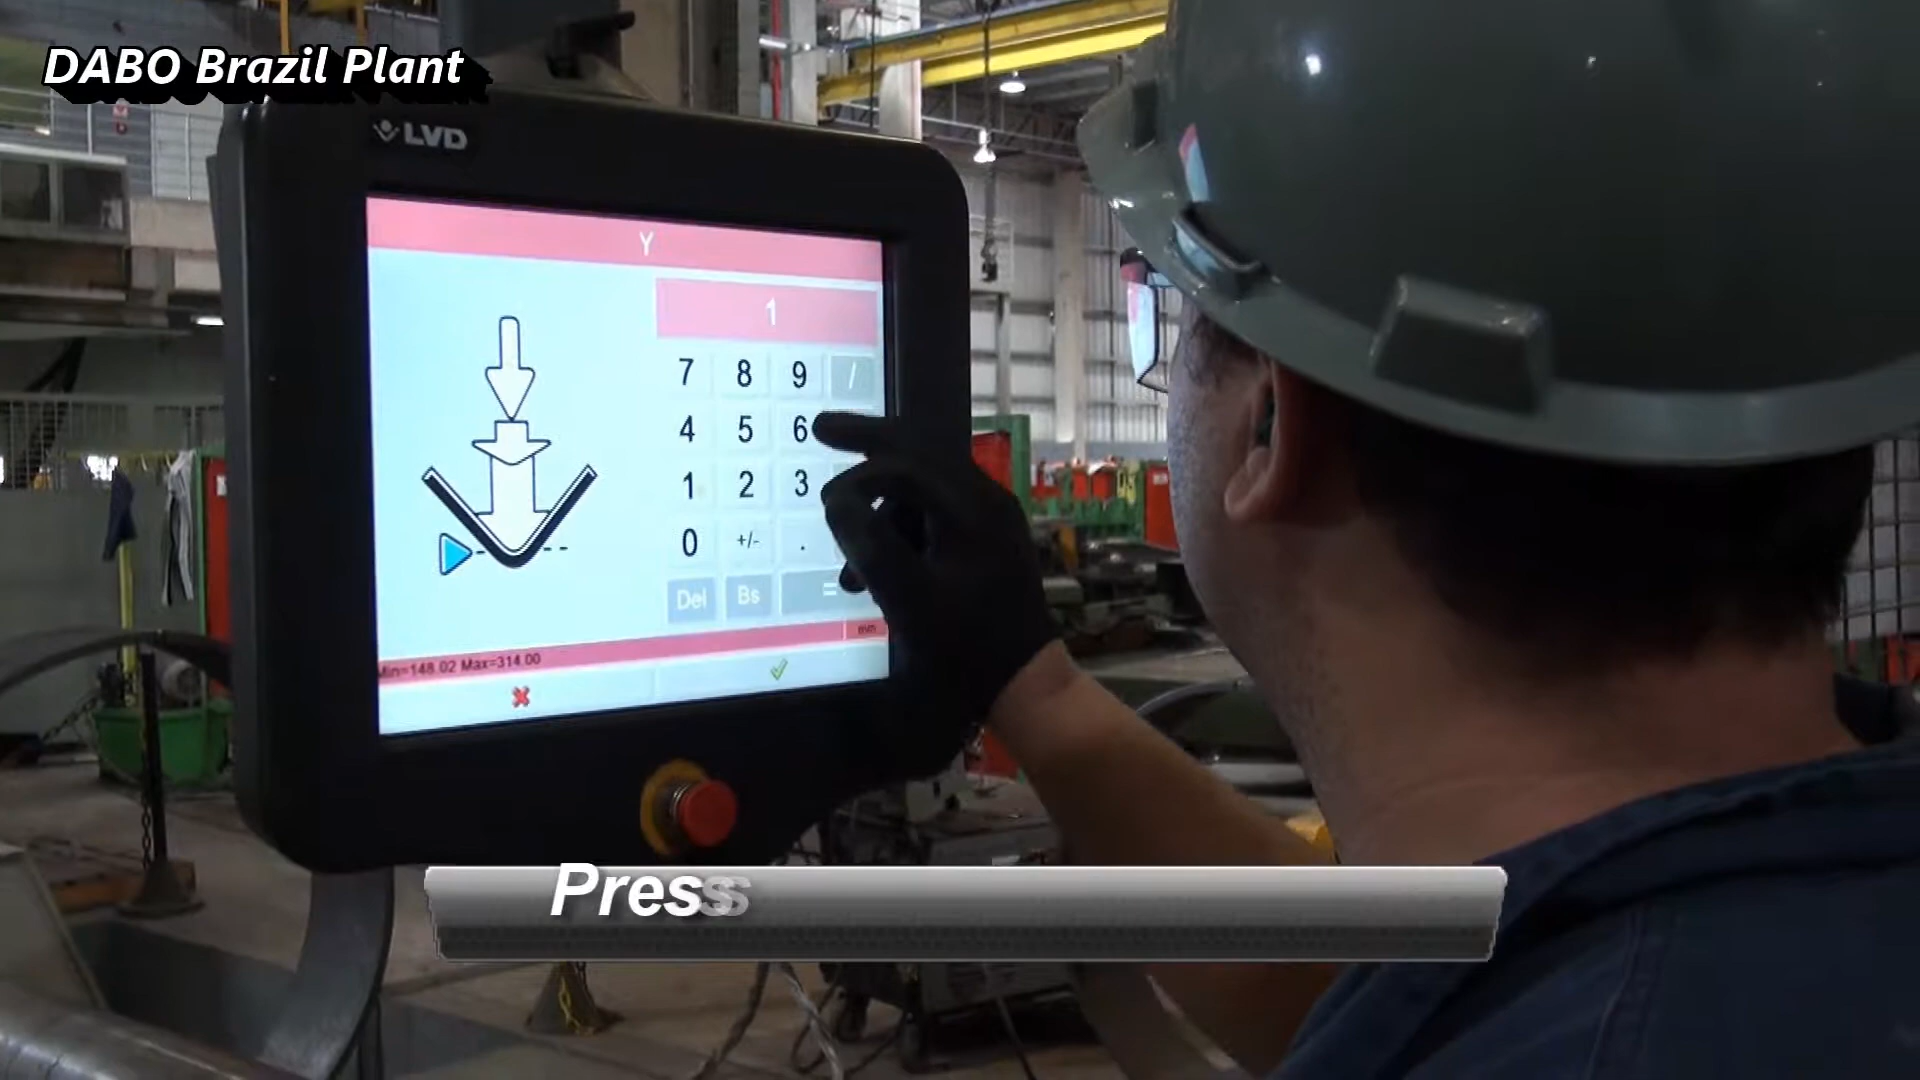 DABO Brazil Plant
LVD
Y
1
7 8 9 /
4 5 6
1 2 3
0 +/- .
Del Bs =
mm
Min=148.02 Max=314.00
Press